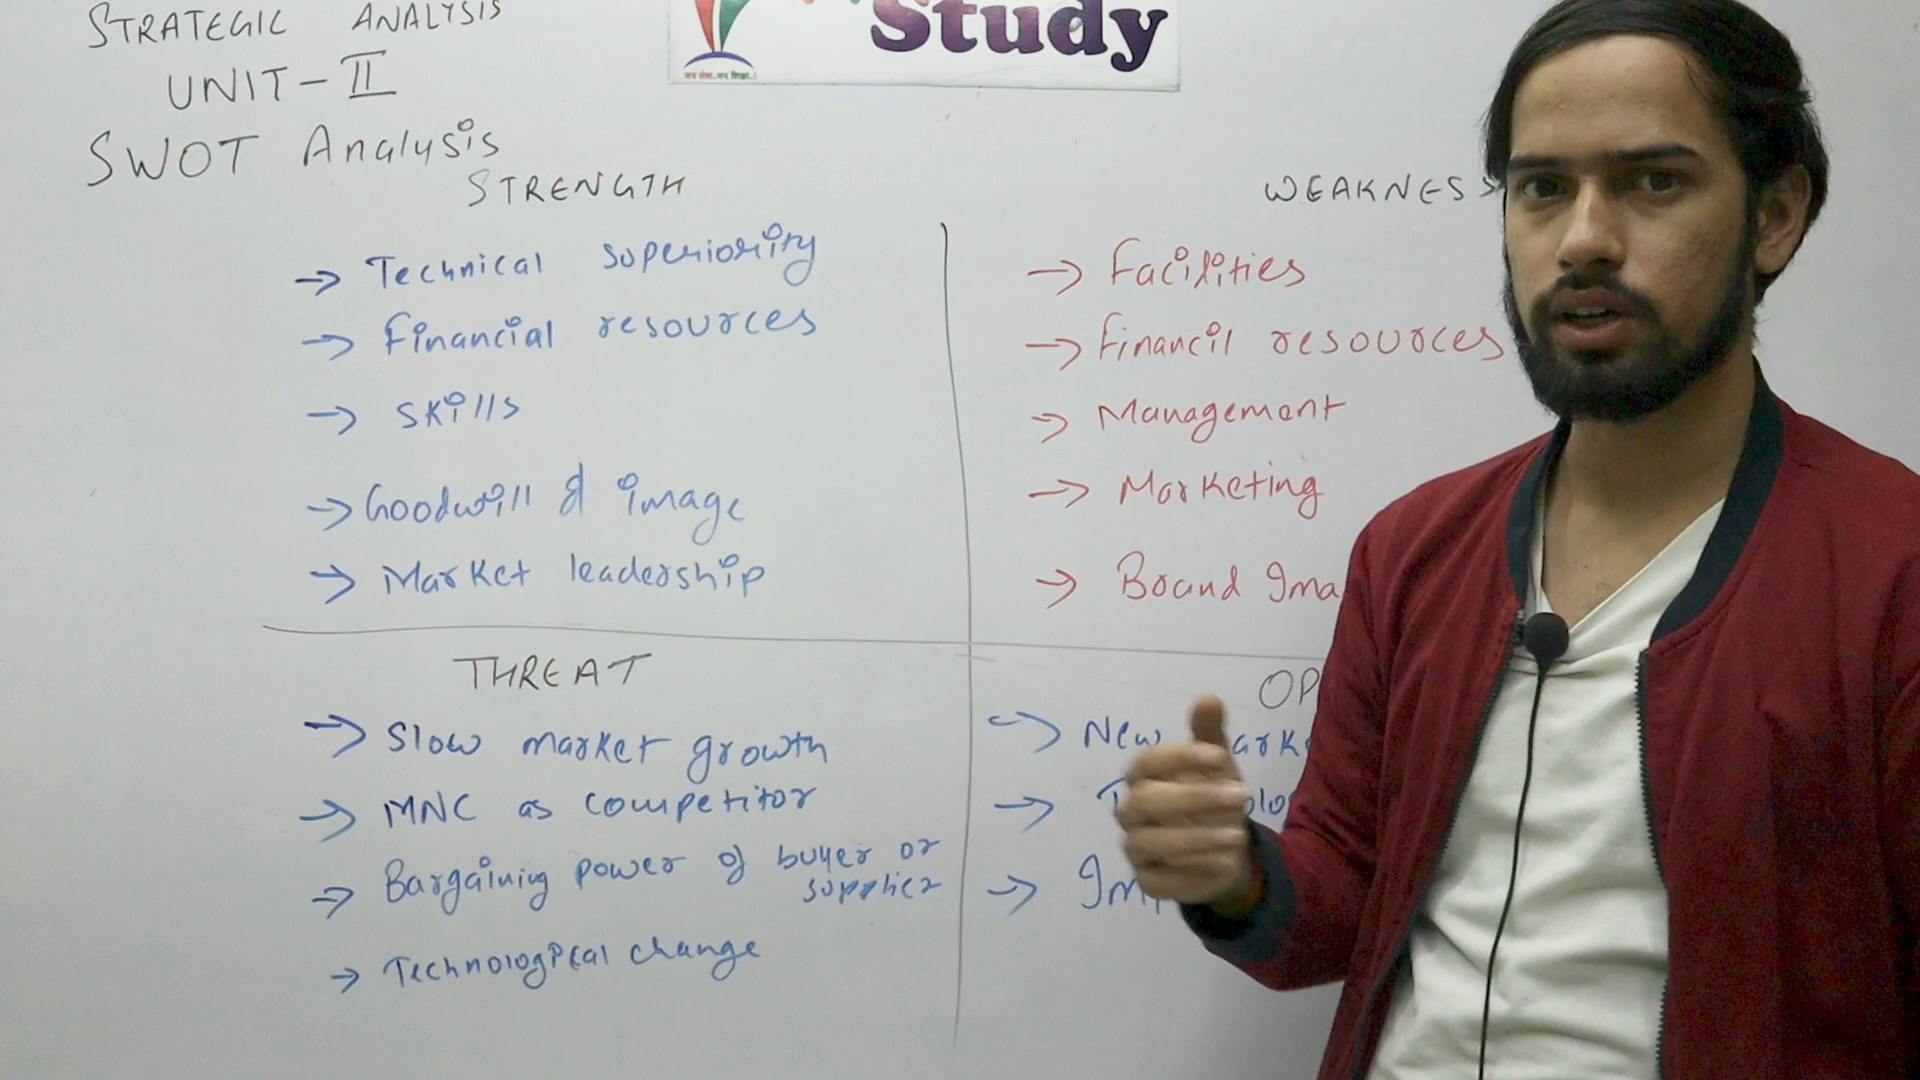 STRATEGIC ANALYSIS
Study
UNIT-II
SWOT Analysis
STRENGTH
→ Technical superiority
→ Financial resources
→ Skills
→ Goodwill & image
→ Market leadership
WEAKNESS
→ Facilities
→ Financil resources
→ Management
→ Marketing
→ Brand Ima
THREAT
→ Slow market growth
→ MNC as competitor
→ Bargaining power of buyer or
supplier
→ Technological change
OP
→ New
→
→ Im